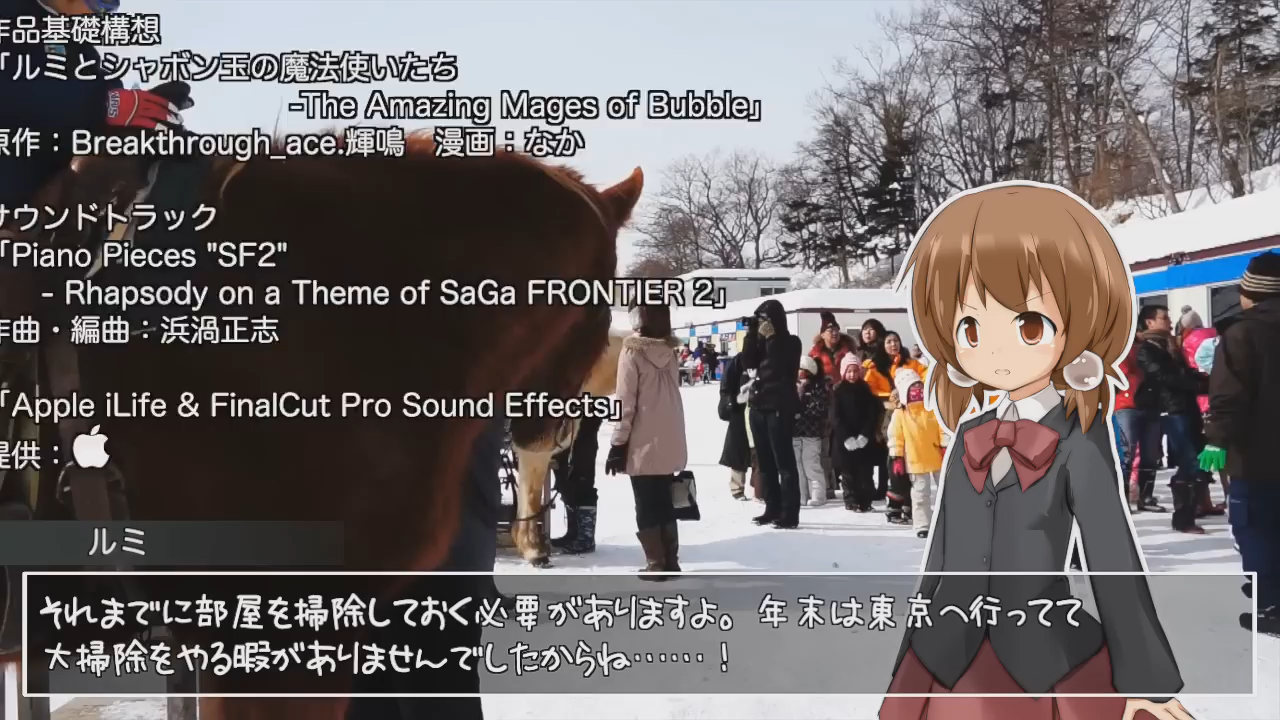 作品基礎構想
「ルミとシャボン玉の魔法使いたち
-The Amazing Mages of Bubble」
原作：Breakthrough_ace.輝鳴　漫画：なか
サウンドトラック
「Piano Pieces "SF2"
- Rhapsody on a Theme of SaGa FRONTIER 2」
作曲・編曲：浜渦正志
「Apple iLife & FinalCut Pro Sound Effects」
提供：
ルミ
それまでに部屋を掃除しておく必要がありますよ。年末は東京へ行ってて
大掃除をやる暇がありませんでしたからね……！